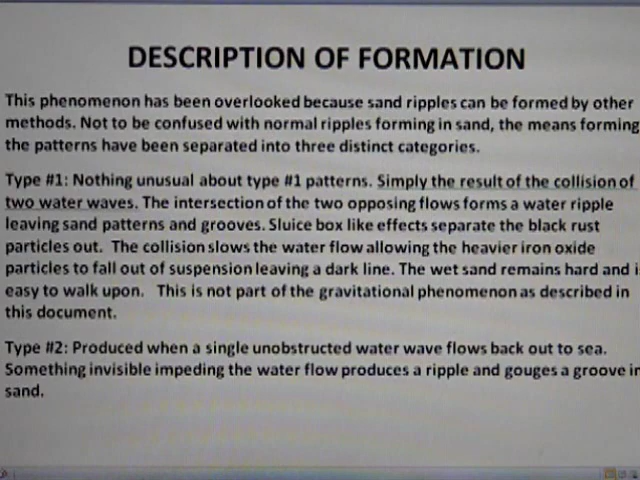 DESCRIPTION OF FORMATION
This phenomenon has been overlooked because sand ripples can be formed by other
methods. Not to be confused with normal ripples forming in sand, the means forming
the patterns have been separated into three distinct categories.
Type #1: Nothing unusual about type #1 patterns. Simply the result of the collision of
two water waves. The intersection of the two opposing flows forms a water ripple
leaving sand patterns and grooves. Sluice box like effects separate the black rust
particles out. The collision slows the water flow allowing the heavier iron oxide
particles to fall out of suspension leaving a dark line. The wet sand remains hard and i
easy to walk upon. This is not part of the gravitational phenomenon as described in
this document.
Type #2: Produced when a single unobstructed water wave flows back out to sea.
Something invisible impeding the water flow produces a ripple and gouges a groove in
sand.